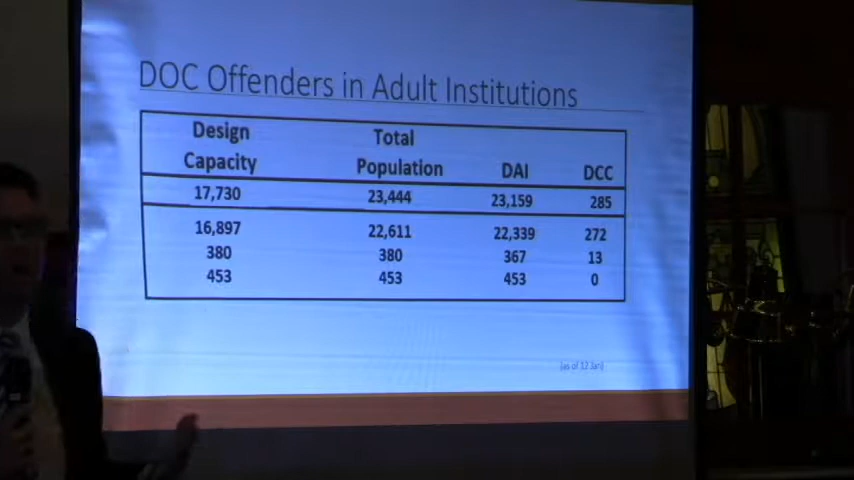 DOC Offenders in Adult Institutions
Design Capacity Total Population DAI DCC
17,730 23,444 23,159 285
16,897 22,611 22,339 272
380 380 367 13
453 453 453 0
(as of 12 Jan)